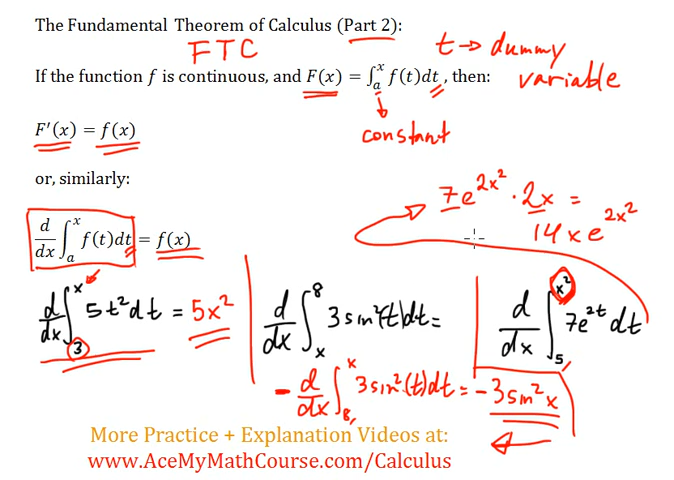 The Fundamental Theorem of Calculus (Part 2):
FTC
t → dummy
variable
If the function f is continuous, and F(x) = ∫ₐˣ f(t)dt, then:
constant
F'(x) = f(x)
or, similarly:
7e^{2x²} · 2x =
14xe^{2x²}
d/dx ∫ₐˣ f(t)dt = f(x)
d/dx ∫₃ˣ 5t²dt = 5x²
d/dx ∫ₓ⁸ 3sin²(t)dt =
- d/dx ∫₈ˣ 3sin²(t)dt = -3sin²x
d/dx ∫₅^{x²} 7e^{2t} dt
More Practice + Explanation Videos at:
www.AceMyMathCourse.com/Calculus